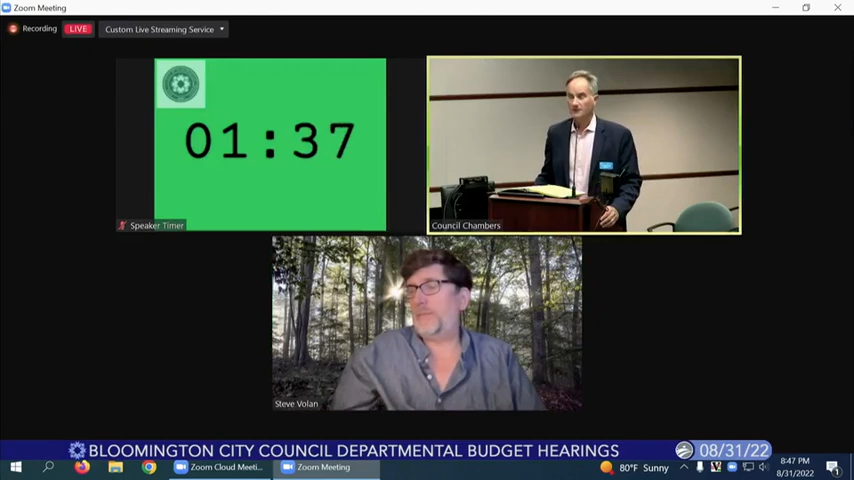 Zoom Meeting
Recording
LIVE
Custom Live Streaming Service
01:37
Speaker Timer
Council Chambers
Steve Volan
BLOOMINGTON CITY COUNCIL DEPARTMENTAL BUDGET HEARINGS
08/31/22
Zoom Cloud Meeti...
Zoom Meeting
80°F Sunny
8:47 PM
8/31/2022
1